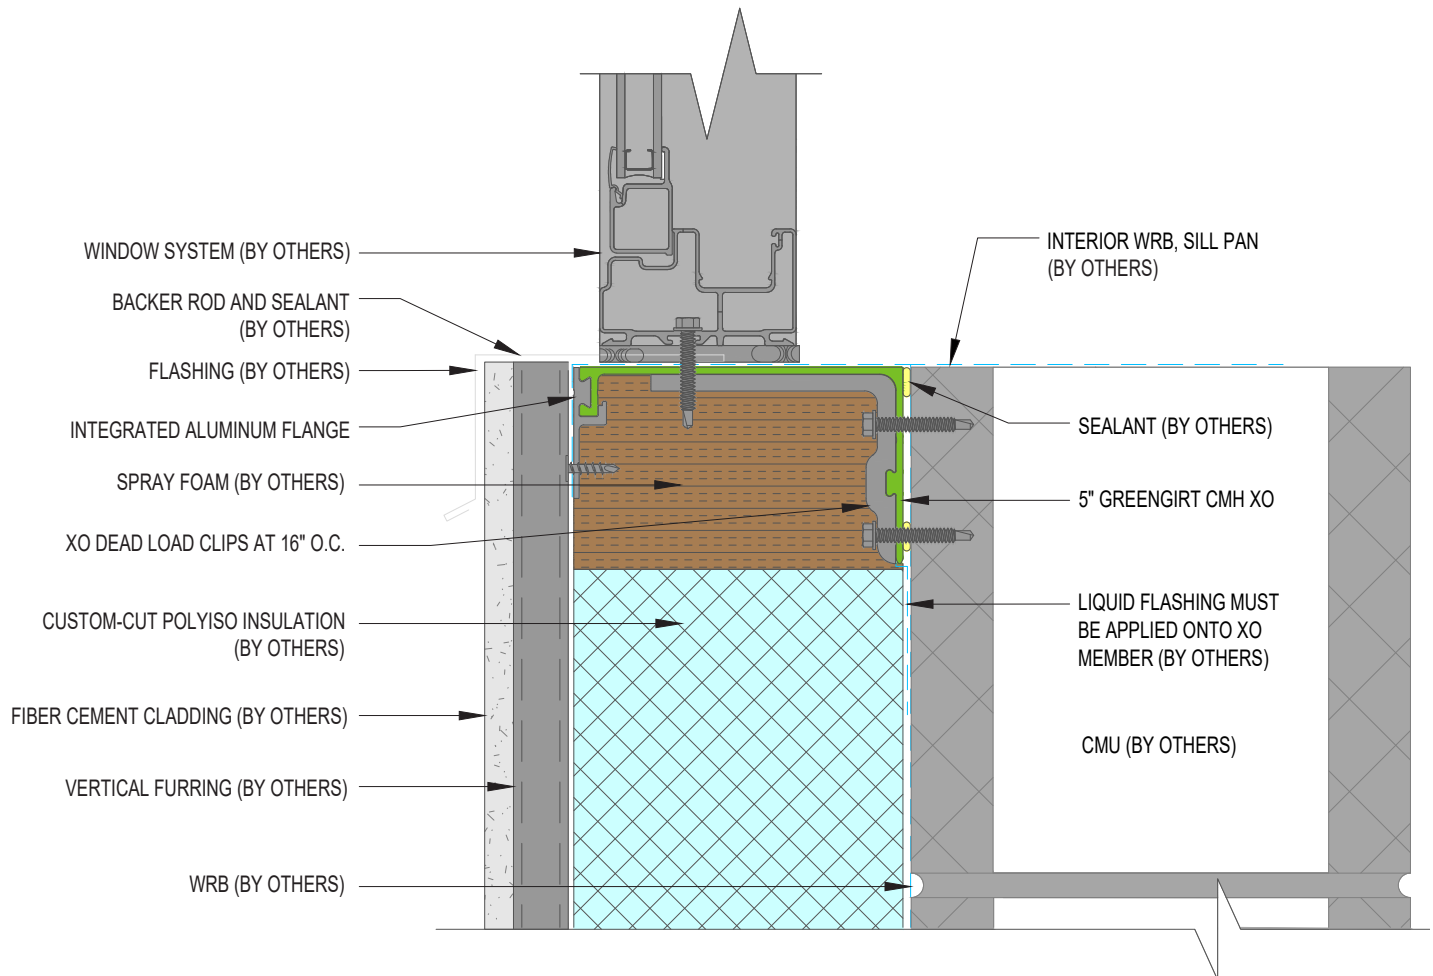 WINDOW SYSTEM (BY OTHERS)
BACKER ROD AND SEALANT
(BY OTHERS)
FLASHING (BY OTHERS)
INTEGRATED ALUMINUM FLANGE
SPRAY FOAM (BY OTHERS)
XO DEAD LOAD CLIPS AT 16" O.C.
CUSTOM-CUT POLYISO INSULATION
(BY OTHERS)
FIBER CEMENT CLADDING (BY OTHERS)
VERTICAL FURRING (BY OTHERS)
WRB (BY OTHERS)
INTERIOR WRB, SILL PAN
(BY OTHERS)
SEALANT (BY OTHERS)
5" GREENGIRT CMH XO
LIQUID FLASHING MUST
BE APPLIED ONTO XO
MEMBER (BY OTHERS)
CMU (BY OTHERS)